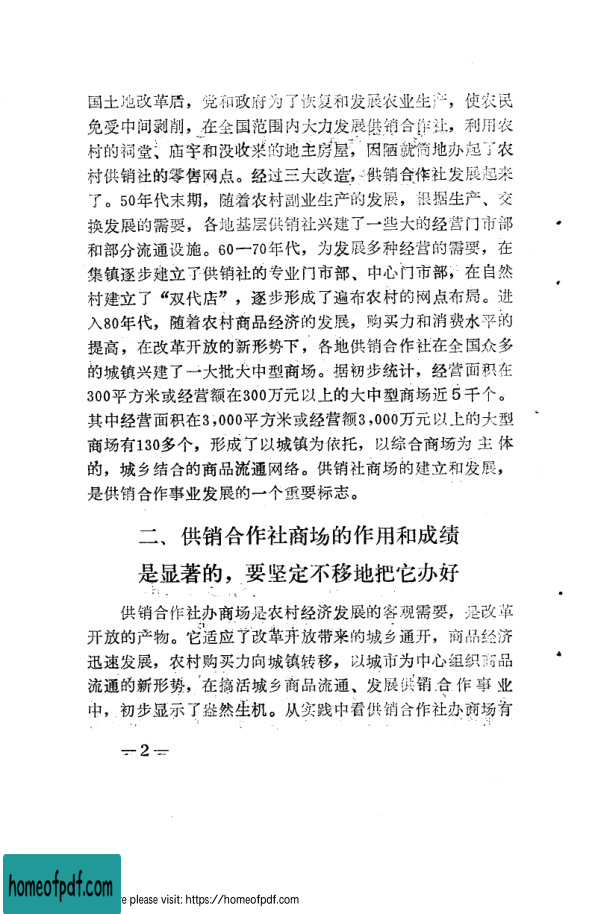 国土地改革后，党和政府为了恢复和发展农业生产，使农民
免受中间剥削，在全国范围内大力发展供销合作社，利用农
村的祠堂、庙宇和没收来的地主房屋，因陋就简地办起了农
村供销社的零售网点。经过三大改造，供销合作社发展起来
了。50年代末期，随着农村副业生产的发展，根据生产、交
换发展的需要，各地基层供销社兴建了一些大的经营门市部
和部分流通设施。60一70年代，为发展多种经营的需要，在
集镇逐步建立了供销社的专业门市部、中心门市部，在自然
村建立了“双代店”，逐步形成了遍布农村的网点布局。进
入80年代，随着农村商品经济的发展，购买力和消费水平的
提高，在改革开放的新形势下，各地供销合作社在全国众多
的城镇兴建了一大批大中型商场。据初步统计，经营面积在
300平方米或经营额在300万元以上的大中型商场近5千个。
其中经营面积在3,000平方米或经营额3,000万元以上的大型
商场有130多个，形成了以城镇为依托，以综合商场为主体
的，城乡结合的商品流通网络。供销社商场的建立和发展，
是供销合作事业发展的一个重要标志。
二、供销合作社商场的作用和成绩
是显著的，要坚定不移地把它办好
供销合作社办商场是农村经济发展的客观需要，是改革
开放的产物。它适应了改革开放带来的城乡通开，商品经济
迅速发展，农村购买力向城镇转移，以城市为中心组织商品
流通的新形势，在搞活城乡商品流通、发展供销合作事业
中，初步显示了盎然生机。从实践中看供销合作社办商场有
—2—
homeofpdf.com
re please visit: https://homeofpdf.com